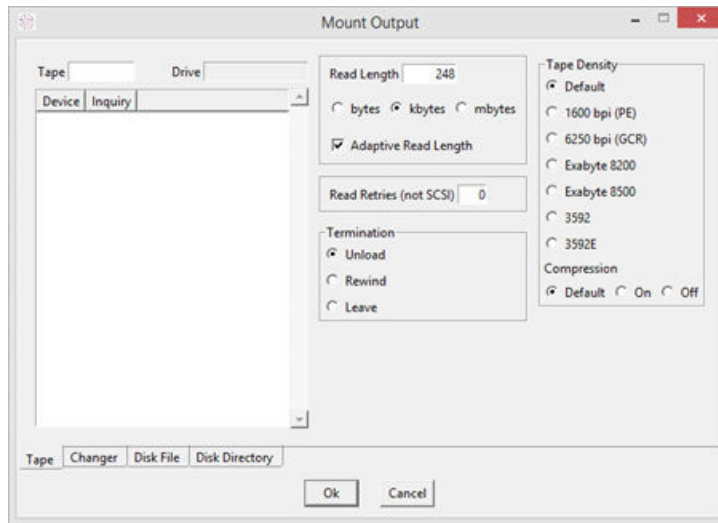 Mount Output
Tape
Drive
Device Inquiry
Read Length 248
bytes kbytes mbytes
Adaptive Read Length
Read Retries (not SCSI) 0
Termination
Unload
Rewind
Leave
Tape Density
Default
1600 bpi (PE)
6250 bpi (GCR)
Exabyte 8200
Exabyte 8500
3592
3592E
Compression
Default On Off
Tape Changer Disk File Disk Directory
Ok Cancel